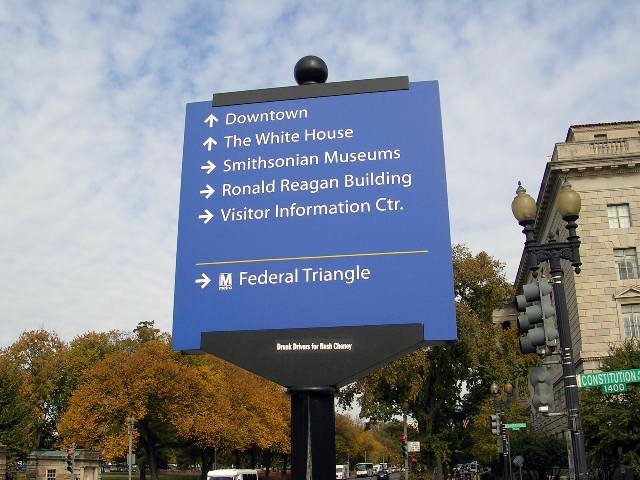 Downtown
The White House
Smithsonian Museums
Ronald Reagan Building
Visitor Information Ctr.
M Federal Triangle
metro
Drunk Drivers for Bush Cheney
CONSTITUTION A
1400